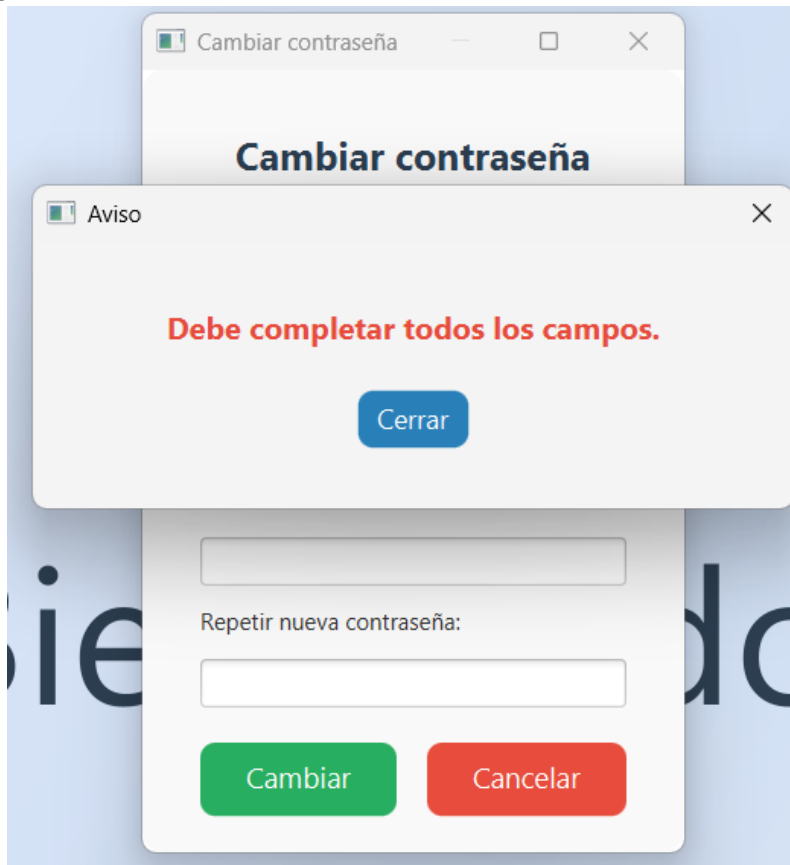 Cambiar contraseña
Cambiar contraseña
Aviso
Debe completar todos los campos.
Cerrar
Repetir nueva contraseña:
Cambiar
Cancelar